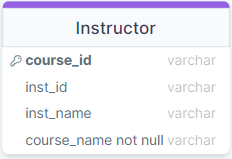 Instructor
course_id varchar
inst_id varchar
inst_name varchar
course_name not null varchar